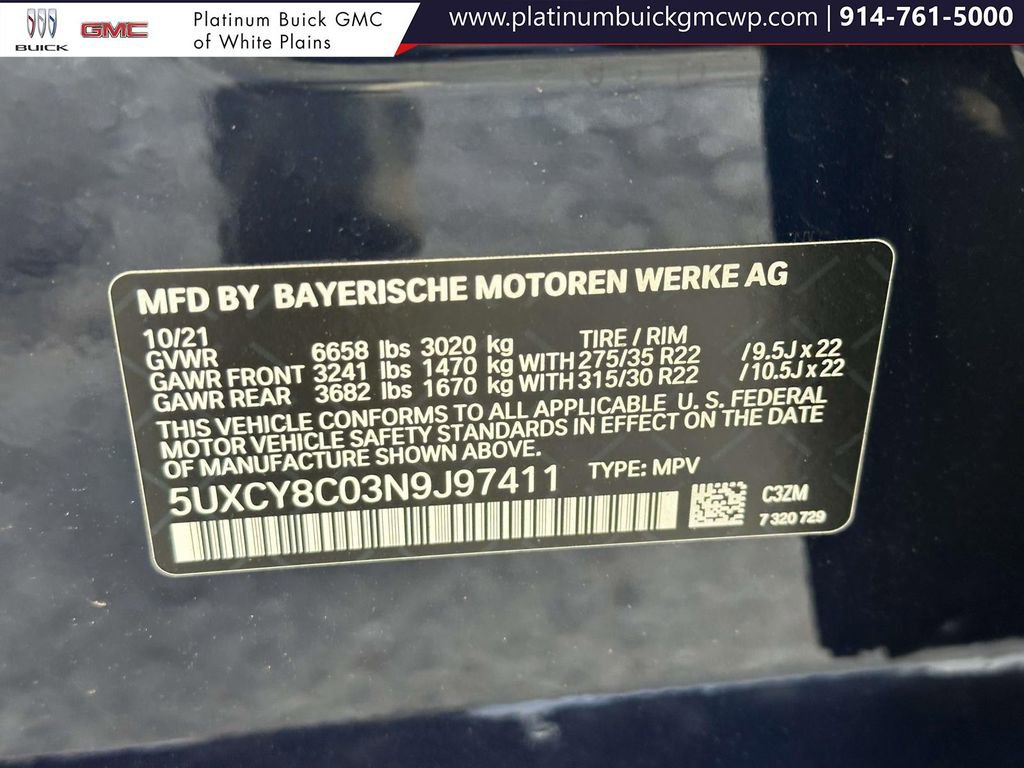 BUICK
GMC
Platinum Buick GMC
of White Plains
www.platinumbuickgmcwp.com | 914-761-5000
MFD BY BAYERISCHE MOTOREN WERKE AG
10/21 TIRE / RIM
GVWR 6658 lbs 3020 kg
GAWR FRONT 3241 lbs 1470 kg WITH 275/35 R22 / 9.5J x 22
GAWR REAR 3682 lbs 1670 kg WITH 315/30 R22 / 10.5J x 22
THIS VEHICLE CONFORMS TO ALL APPLICABLE U. S. FEDERAL
MOTOR VEHICLE SAFETY STANDARDS IN EFFECT ON THE DATE
OF MANUFACTURE SHOWN ABOVE.
5UXCY8C03N9J97411 TYPE: MPV
C3ZM
7 320 729